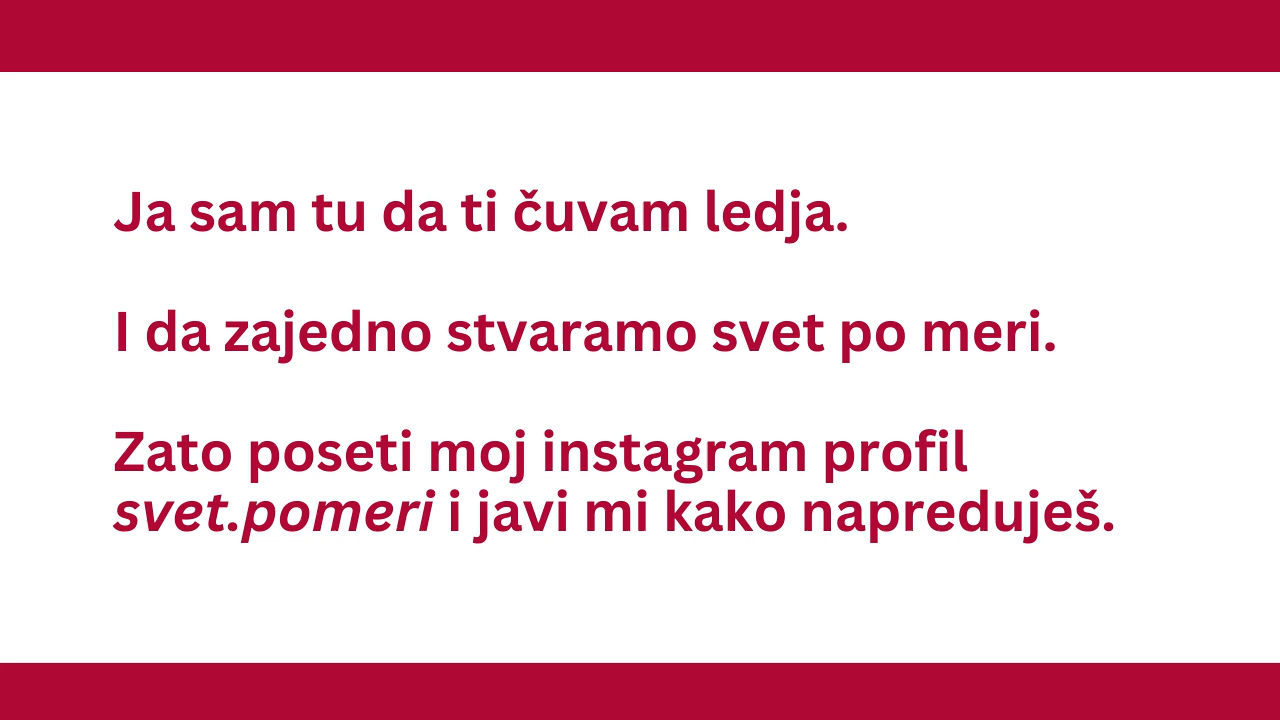 Ja sam tu da ti čuvam ledja.
I da zajedno stvaramo svet po meri.
Zato poseti moj instagram profil
svet.pomeri i javi mi kako napreduješ.